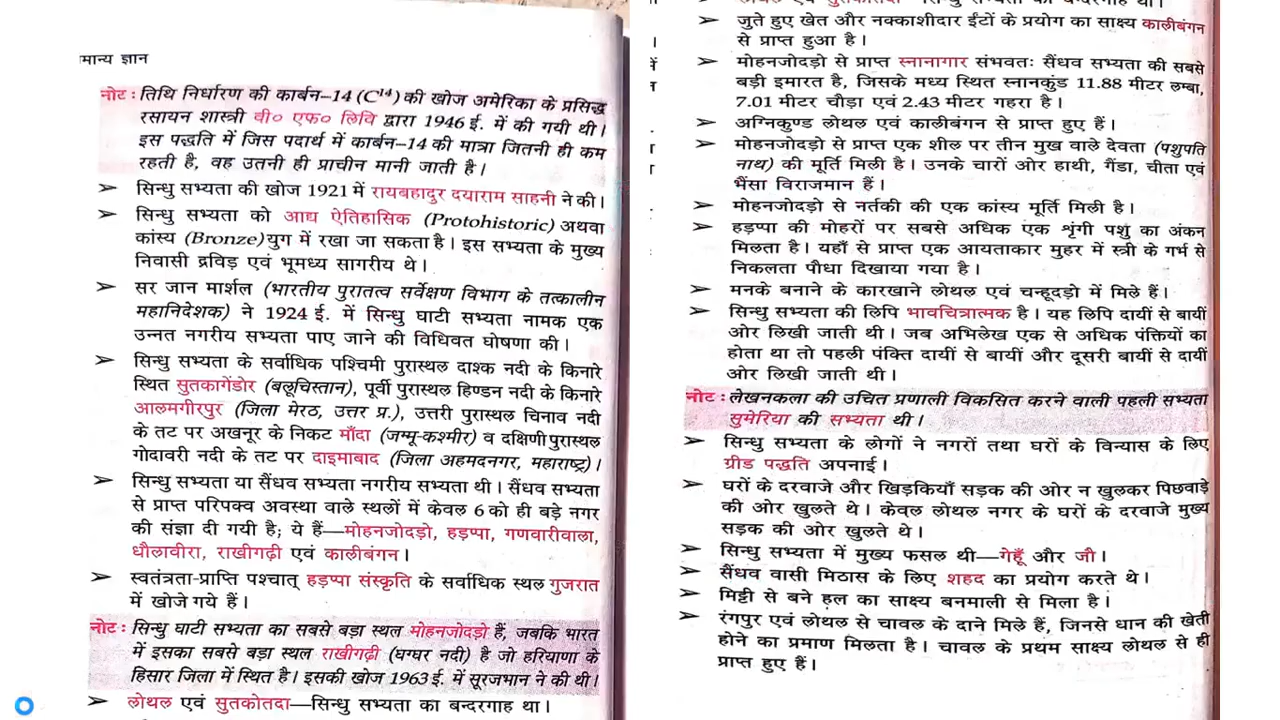 मान्य ज्ञान
नोट : तिथि निर्धारण की कार्बन–14 (C¹⁴) की खोज अमेरिका के प्रसिद्ध
रसायन शास्त्री वी० एफ० लिवि द्वारा 1946 ई. में की गयी थी।
इस पद्धति में जिस पदार्थ में कार्बन–14 की मात्रा जितनी ही कम
रहती है, वह उतनी ही प्राचीन मानी जाती है।
➢ सिन्धु सभ्यता की खोज 1921 में रायबहादुर दयाराम साहनी ने की।
➢ सिन्धु सभ्यता को आद्य ऐतिहासिक (Protohistoric) अथवा
कांस्य (Bronze) युग में रखा जा सकता है। इस सभ्यता के मुख्य
निवासी द्रविड़ एवं भूमध्य सागरीय थे।
➢ सर जान मार्शल (भारतीय पुरातत्व सर्वेक्षण विभाग के तत्कालीन
महानिदेशक) ने 1924 ई. में सिन्धु घाटी सभ्यता नामक एक
उन्नत नगरीय सभ्यता पाए जाने की विधिवत घोषणा की।
➢ सिन्धु सभ्यता के सर्वाधिक पश्चिमी पुरास्थल दाश्क नदी के किनारे
स्थित सुतकागेंडोर (बलूचिस्तान), पूर्वी पुरास्थल हिण्डन नदी के किनारे
आलमगीरपुर (जिला मेरठ, उत्तर प्र.), उत्तरी पुरास्थल चिनाव नदी
के तट पर अखनूर के निकट माँदा (जम्मू-कश्मीर) व दक्षिणी पुरास्थल
गोदावरी नदी के तट पर दाइमाबाद (जिला अहमदनगर, महाराष्ट्र)।
➢ सिन्धु सभ्यता या सैंधव सभ्यता नगरीय सभ्यता थी। सैंधव सभ्यता
से प्राप्त परिपक्व अवस्था वाले स्थलों में केवल 6 को ही बड़े नगर
की संज्ञा दी गयी है; ये हैं—मोहनजोदड़ो, हड़प्पा, गणवारीवाला,
धौलावीरा, राखीगढ़ी एवं कालीबंगन।
➢ स्वतंत्रता-प्राप्ति पश्चात् हड़प्पा संस्कृति के सर्वाधिक स्थल गुजरात
में खोजे गये हैं।
नोट : सिन्धु घाटी सभ्यता का सबसे बड़ा स्थल मोहनजोदड़ो हैं, जबकि भारत
में इसका सबसे बड़ा स्थल राखीगढ़ी (घग्घर नदी) है जो हरियाणा के
हिसार जिला में स्थित है। इसकी खोज 1963 ई. में सूरजभान ने की थी।
➢ लोथल एवं सुतकोतदा—सिन्धु सभ्यता का बन्दरगाह था।
➢ जुते हुए खेत और नक्काशीदार ईंटों के प्रयोग का साक्ष्य कालीबंगन
से प्राप्त हुआ है।
➢ मोहनजोदड़ो से प्राप्त स्नानागार संभवतः सैंधव सभ्यता की सबसे
बड़ी इमारत है, जिसके मध्य स्थित स्नानकुंड 11.88 मीटर लम्बा,
7.01 मीटर चौड़ा एवं 2.43 मीटर गहरा है।
➢ अग्निकुण्ड लोथल एवं कालीबंगन से प्राप्त हुए हैं।
➢ मोहनजोदड़ो से प्राप्त एक शील पर तीन मुख वाले देवता (पशुपति
नाथ) की मूर्ति मिली है। उनके चारों ओर हाथी, गैंडा, चीता एवं
भैंसा विराजमान हैं।
➢ मोहनजोदड़ो से नर्तकी की एक कांस्य मूर्ति मिली है।
➢ हड़प्पा की मोहरों पर सबसे अधिक एक शृंगी पशु का अंकन
मिलता है। यहाँ से प्राप्त एक आयताकार मुहर में स्त्री के गर्भ से
निकलता पौधा दिखाया गया है।
➢ मनके बनाने के कारखाने लोथल एवं चन्हूदड़ो में मिले हैं।
➢ सिन्धु सभ्यता की लिपि भावचित्रात्मक है। यह लिपि दायीं से बायीं
ओर लिखी जाती थी। जब अभिलेख एक से अधिक पंक्तियों का
होता था तो पहली पंक्ति दायीं से बायीं और दूसरी बायीं से दायीं
ओर लिखी जाती थी।
नोट : लेखनकला की उचित प्रणाली विकसित करने वाली पहली सभ्यता
सुमेरिया की सभ्यता थी।
➢ सिन्धु सभ्यता के लोगों ने नगरों तथा घरों के विन्यास के लिए
ग्रीड पद्धति अपनाई।
➢ घरों के दरवाजे और खिड़कियाँ सड़क की ओर न खुलकर पिछवाड़े
की ओर खुलते थे। केवल लोथल नगर के घरों के दरवाजे मुख्य
सड़क की ओर खुलते थे।
➢ सिन्धु सभ्यता में मुख्य फसल थी—गेहूँ और जौ।
➢ सैंधव वासी मिठास के लिए शहद का प्रयोग करते थे।
➢ मिट्टी से बने हल का साक्ष्य बनमाली से मिला है।
➢ रंगपुर एवं लोथल से चावल के दाने मिले हैं, जिनसे धान की खेती
होने का प्रमाण मिलता है। चावल के प्रथम साक्ष्य लोथल से ही
प्राप्त हुए हैं।